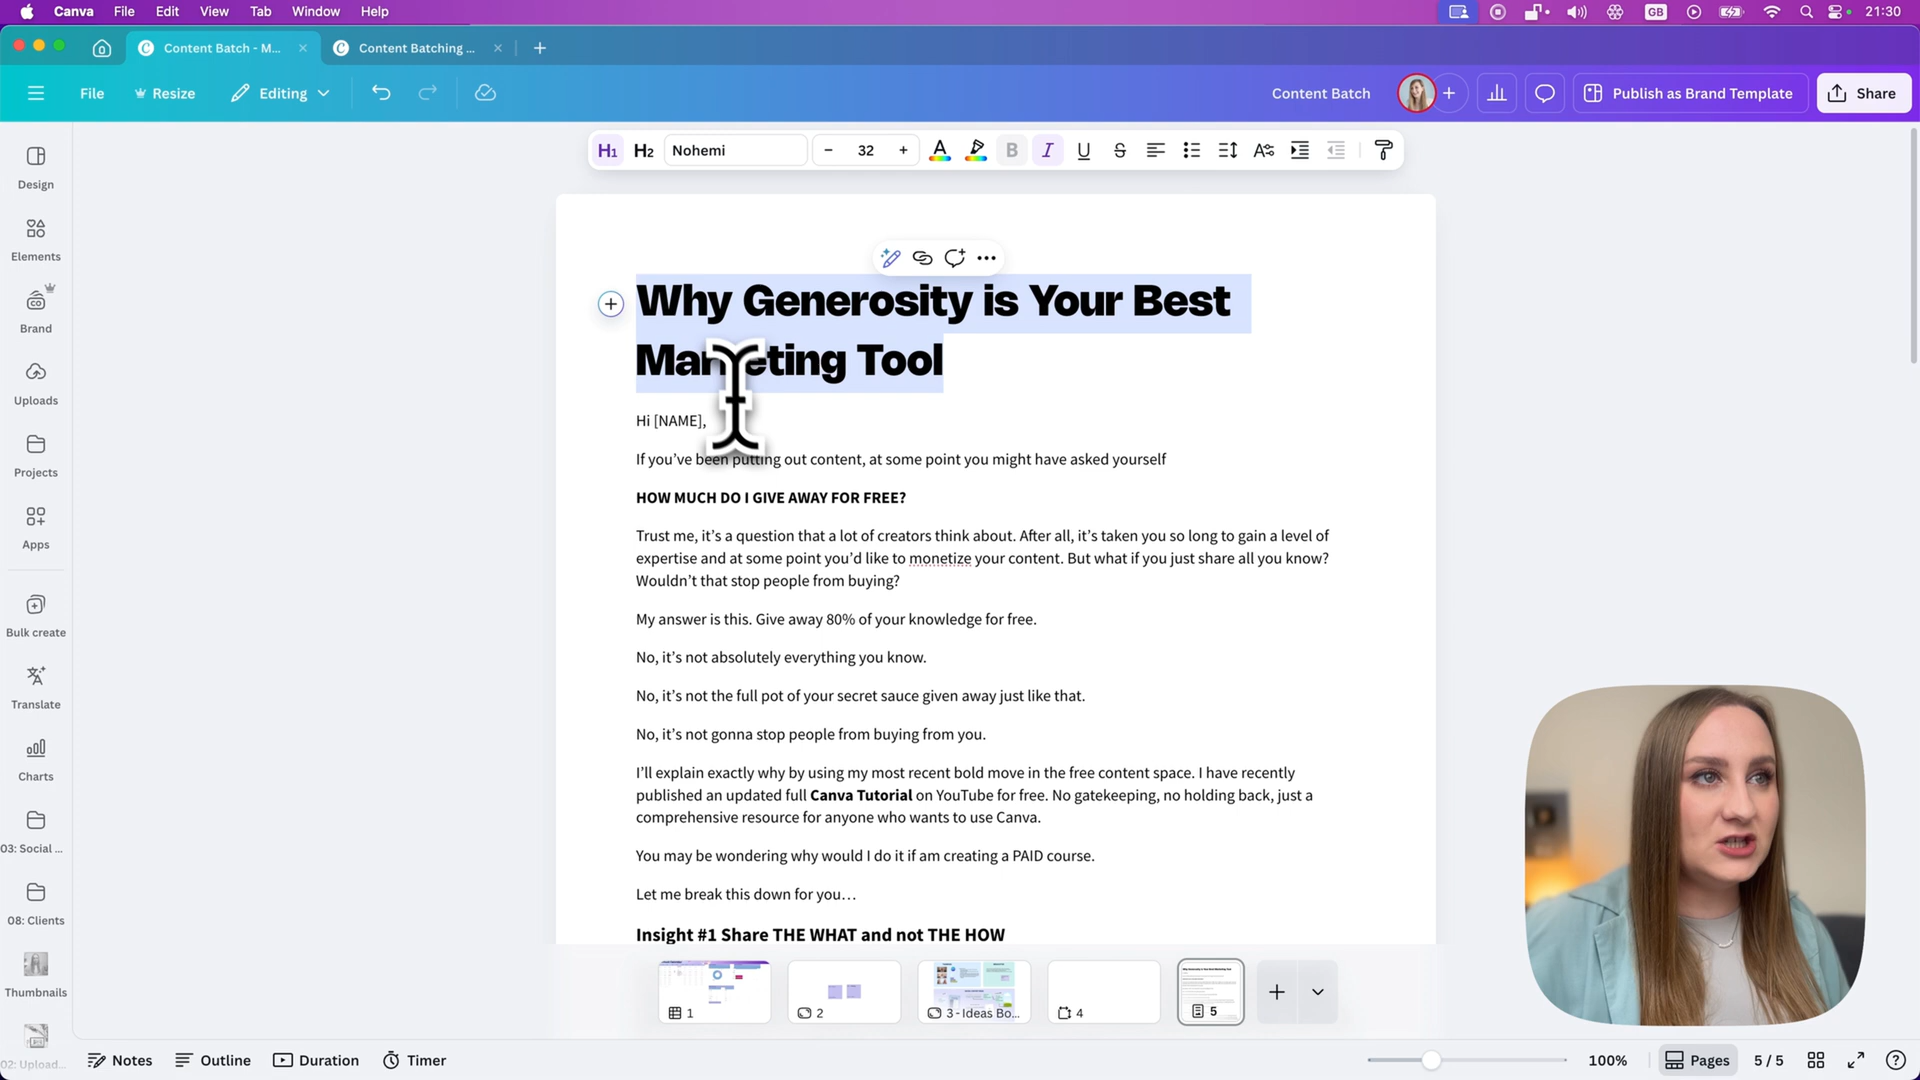 Canva File Edit View Tab Window Help
GB 21:30
Content Batch - M...
Content Batching ...
File Resize Editing
Content Batch
Publish as Brand Template
Share
H1 H2 Nohemi − 32 + A B I U S
Design
Elements
Brand
Uploads
Projects
Apps
Bulk create
Translate
Charts
03: Social ...
08: Clients
Thumbnails
02: Upload...
Why Generosity is Your Best
Marketing Tool
Hi [NAME],
If you’ve been putting out content, at some point you might have asked yourself
HOW MUCH DO I GIVE AWAY FOR FREE?
Trust me, it’s a question that a lot of creators think about. After all, it’s taken you so long to gain a level of
expertise and at some point you’d like to monetize your content. But what if you just share all you know?
Wouldn’t that stop people from buying?
My answer is this. Give away 80% of your knowledge for free.
No, it’s not absolutely everything you know.
No, it’s not the full pot of your secret sauce given away just like that.
No, it’s not gonna stop people from buying from you.
I’ll explain exactly why by using my most recent bold move in the free content space. I have recently
published an updated full Canva Tutorial on YouTube for free. No gatekeeping, no holding back, just a
comprehensive resource for anyone who wants to use Canva.
You may be wondering why would I do it if am creating a PAID course.
Let me break this down for you…
Insight #1 Share THE WHAT and not THE HOW
1
2
3 - Ideas Bo...
4
5
Notes Outline Duration Timer
100% Pages 5 / 5